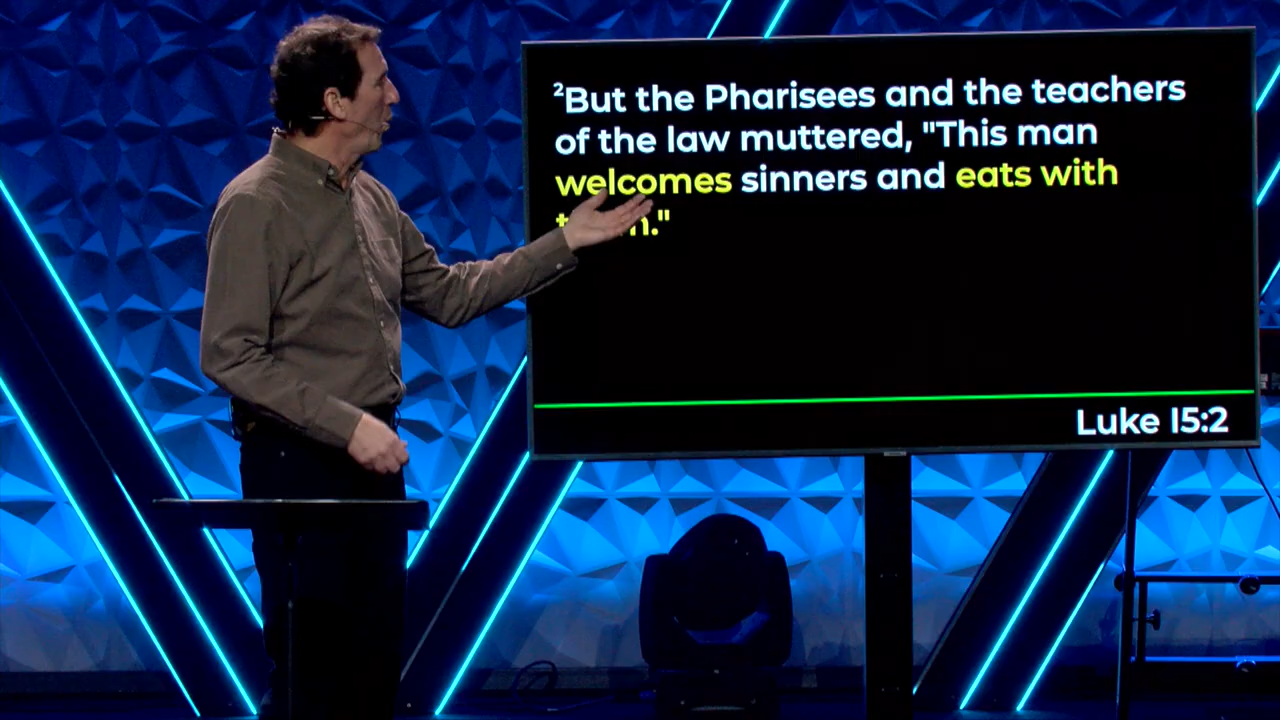 ²But the Pharisees and the teachers
of the law muttered, "This man
welcomes sinners and eats with
Luke 15:2